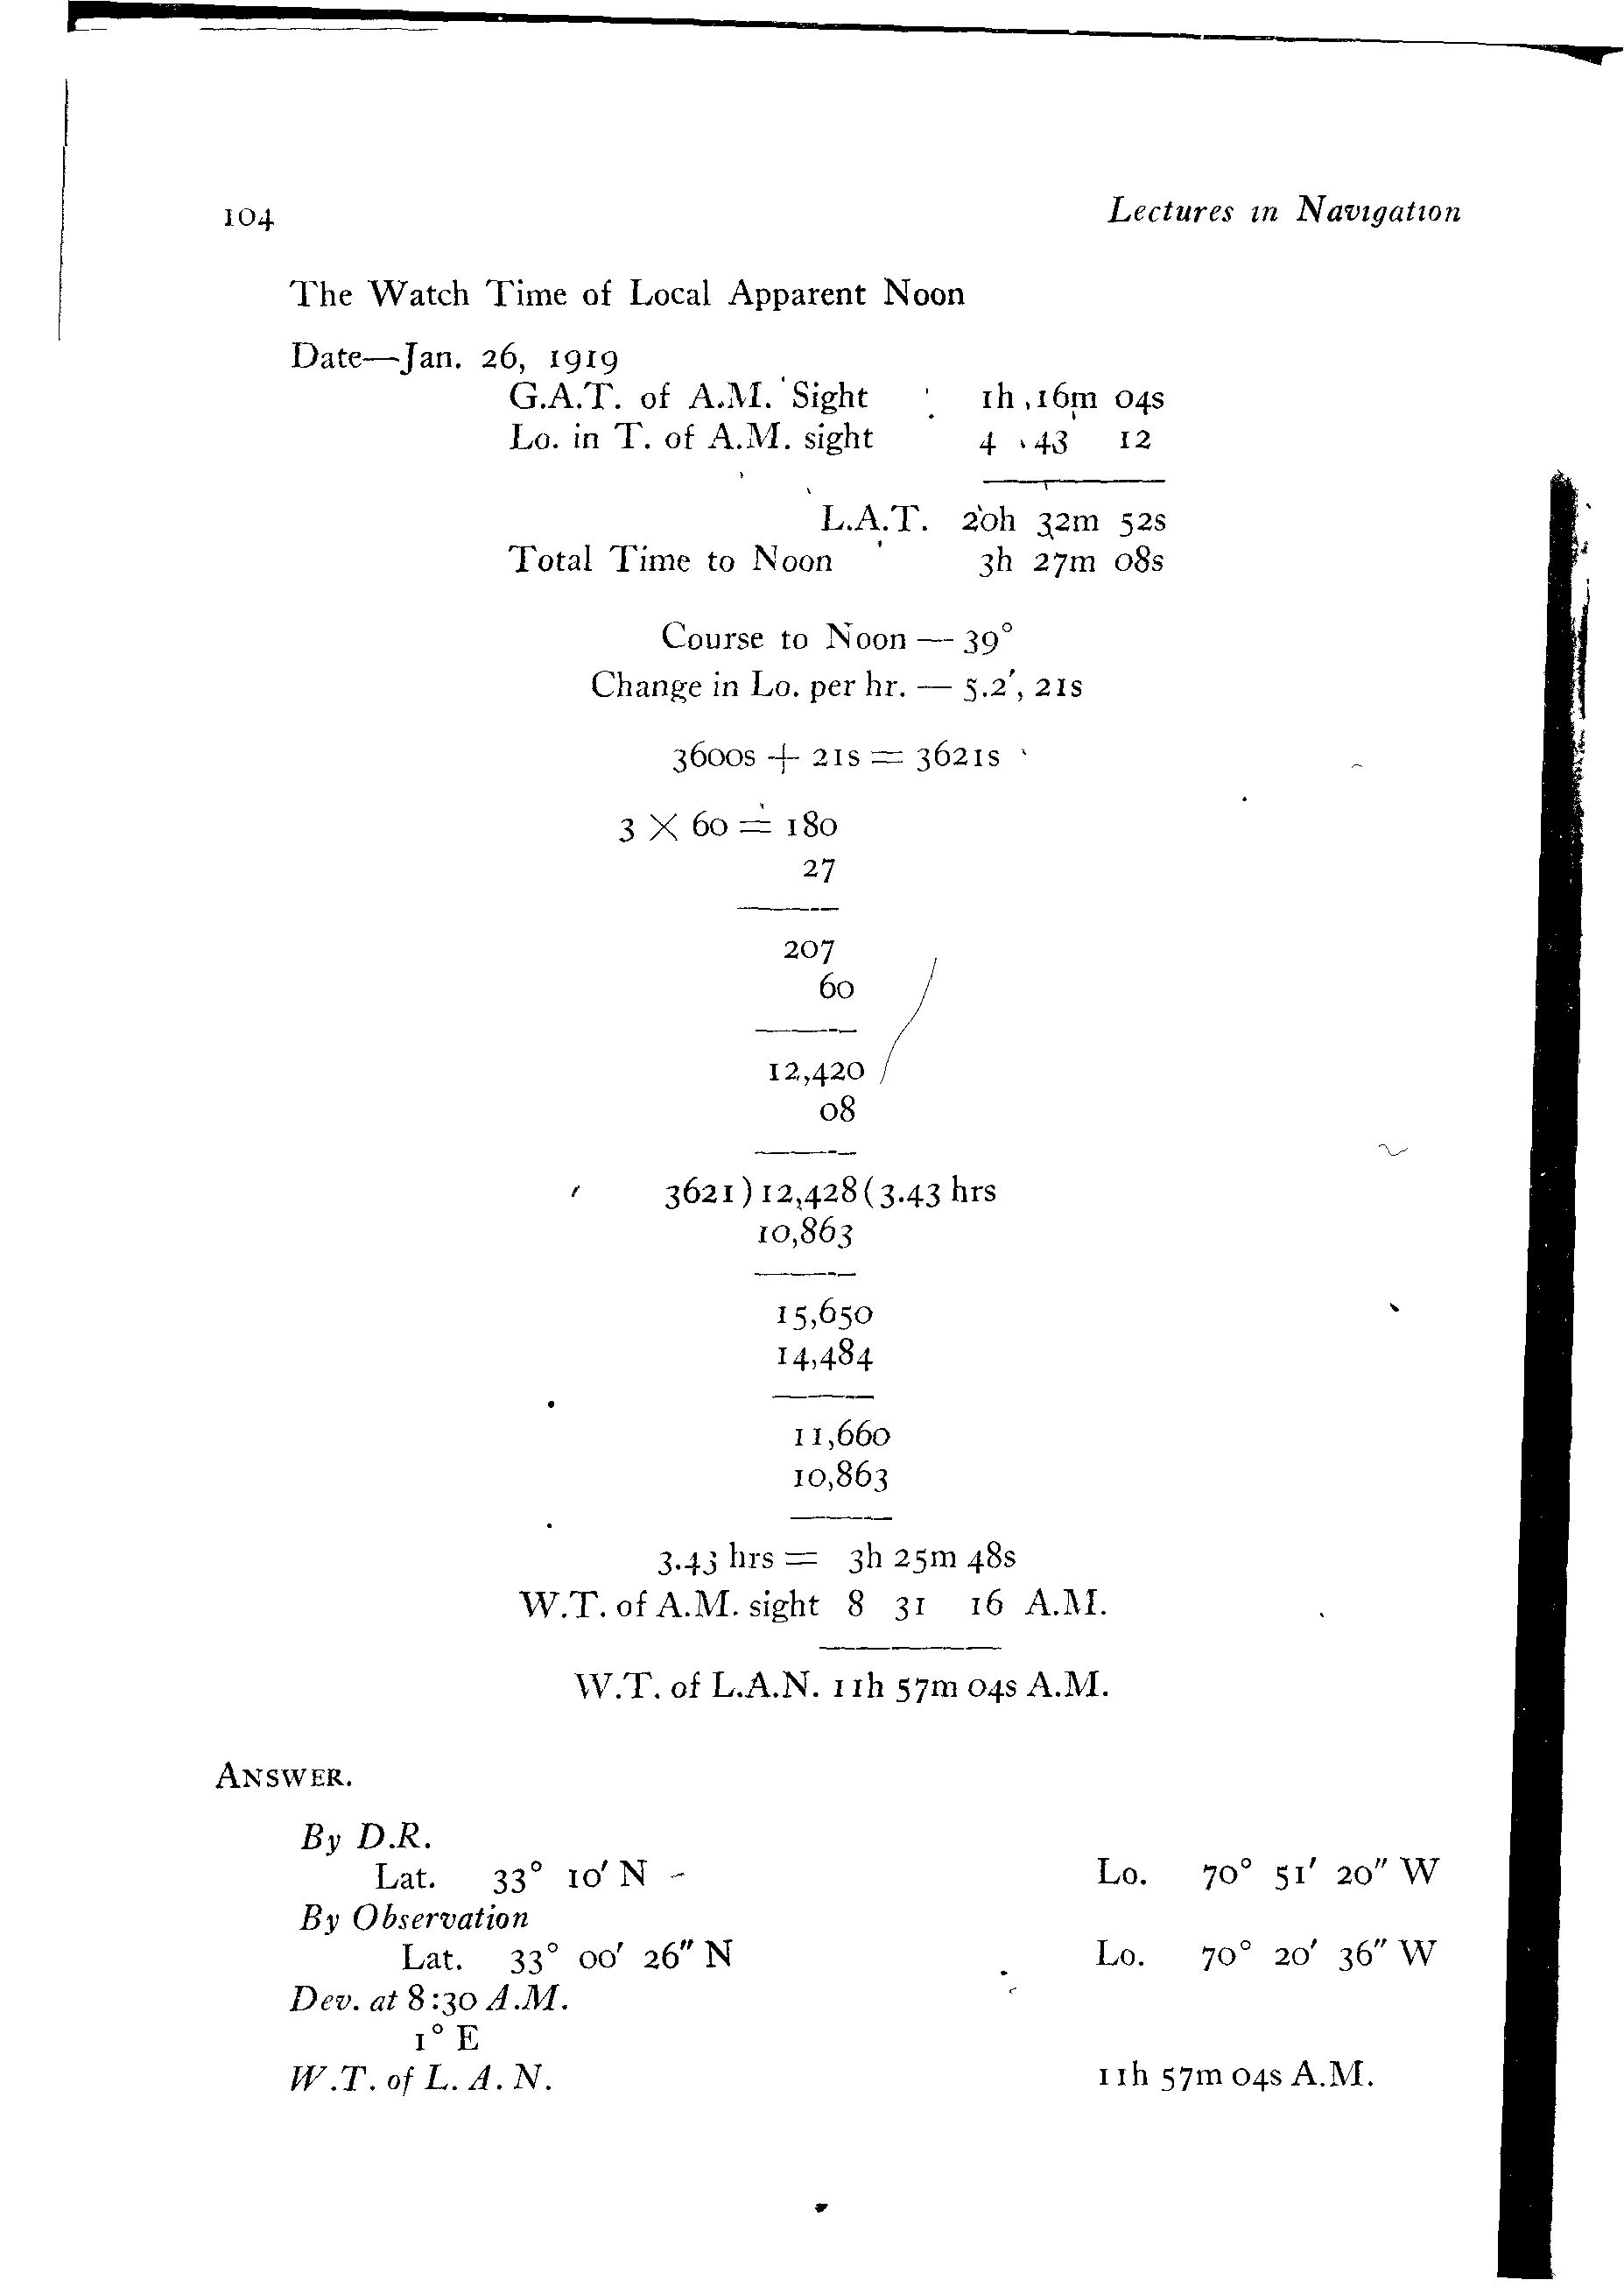 104 Lectures in Navigation
The Watch Time of Local Apparent Noon
Date—Jan. 26, 1919
G.A.T. of A.M. Sight 1h 16m 04s
Lo. in T. of A.M. sight 4 43 12
L.A.T. 20h 32m 52s
Total Time to Noon 3h 27m 08s
Course to Noon — 39°
Change in Lo. per hr. — 5.2′, 21s
3600s + 21s = 3621s
3 × 60 = 180
27
207
60
12,420
08
3621)12,428(3.43 hrs
10,863
15,650
14,484
11,660
10,863
3.43 hrs = 3h 25m 48s
W.T. of A.M. sight 8 31 16 A.M.
W.T. of L.A.N. 11h 57m 04s A.M.
ANSWER.
By D.R.
Lat. 33° 10′ N Lo. 70° 51′ 20″ W
By Observation
Lat. 33° 00′ 26″ N Lo. 70° 20′ 36″ W
Dev. at 8:30 A.M.
1° E
W.T. of L. A. N. 11h 57m 04s A.M.